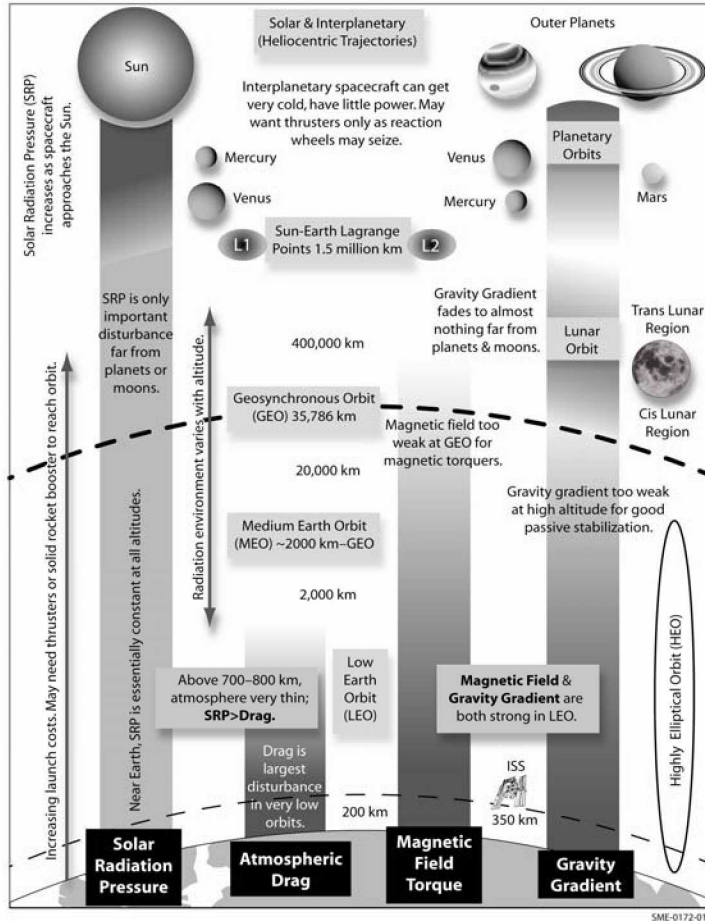 Solar & Interplanetary
(Heliocentric Trajectories)
Outer Planets
Sun
Solar Radiation Pressure (SRP)
increases as spacecraft
approaches the Sun.
Interplanetary spacecraft can get
very cold, have little power. May
want thrusters only as reaction
wheels may seize.
Planetary
Orbits
Mercury
Venus
Venus
Mercury
Mars
L1
Sun-Earth Lagrange
Points 1.5 million km
L2
SRP is only
important
disturbance
far from
planets or
moons.
400,000 km
Gravity Gradient
fades to almost
nothing far from
planets & moons.
Lunar
Orbit
Trans Lunar
Region
Cis Lunar
Region
Increasing launch costs. May need thrusters or solid rocket booster to reach orbit.
Radiation environment varies with altitude.
Geosynchronous Orbit
(GEO) 35,786 km
Magnetic field too
weak at GEO for
magnetic torquers.
20,000 km
Gravity gradient too weak
at high altitude for good
passive stabilization.
Medium Earth Orbit
(MEO) ~2000 km–GEO
2,000 km
Near Earth, SRP is essentially constant at all altitudes.
Above 700–800 km,
atmosphere very thin;
SRP>Drag.
Low
Earth
Orbit
(LEO)
Magnetic Field &
Gravity Gradient are
both strong in LEO.
Highly Elliptical Orbit (HEO)
Drag is
largest
disturbance
in very low
orbits.
ISS
200 km
350 km
Solar
Radiation
Pressure
Atmospheric
Drag
Magnetic
Field
Torque
Gravity
Gradient
SME-0172-01